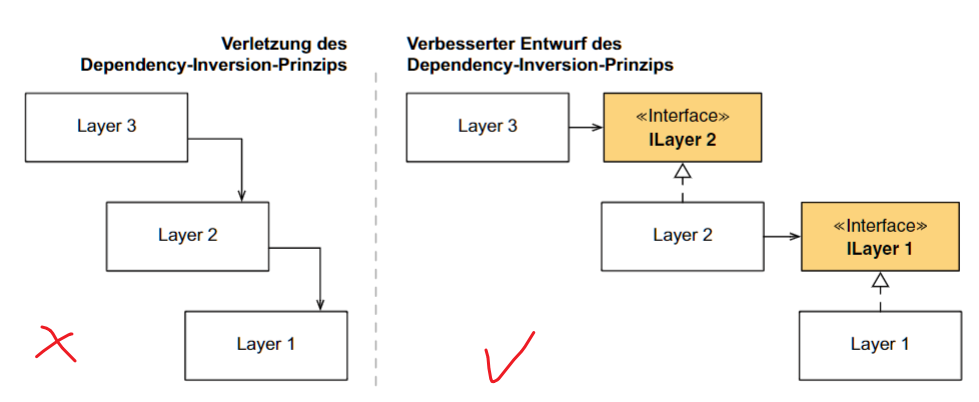 Verletzung des
Dependency-Inversion-Prinzips
Layer 3
Layer 2
Layer 1
Verbesserter Entwurf des
Dependency-Inversion-Prinzips
Layer 3
«Interface»
ILayer 2
Layer 2
«Interface»
ILayer 1
Layer 1